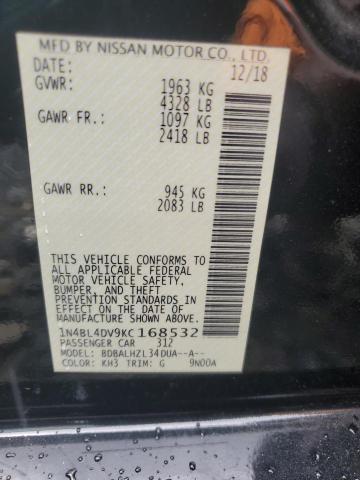 MFD BY NISSAN MOTOR CO., LTD.
DATE: 12/18
GVWR: 1963 KG
4328 LB
GAWR FR.: 1097 KG
2418 LB
GAWR RR.: 945 KG
2083 LB
THIS VEHICLE CONFORMS TO
ALL APPLICABLE FEDERAL
MOTOR VEHICLE SAFETY,
BUMPER, AND THEFT
PREVENTION STANDARDS IN
EFFECT ON THE DATE OF
MANUFACTURE SHOWN ABOVE.
1N4BL4DV9KC168532
PASSENGER CAR 312
MODEL: BDBALHZL34DUA--A--
COLOR: KH3 TRIM: G 9N00A